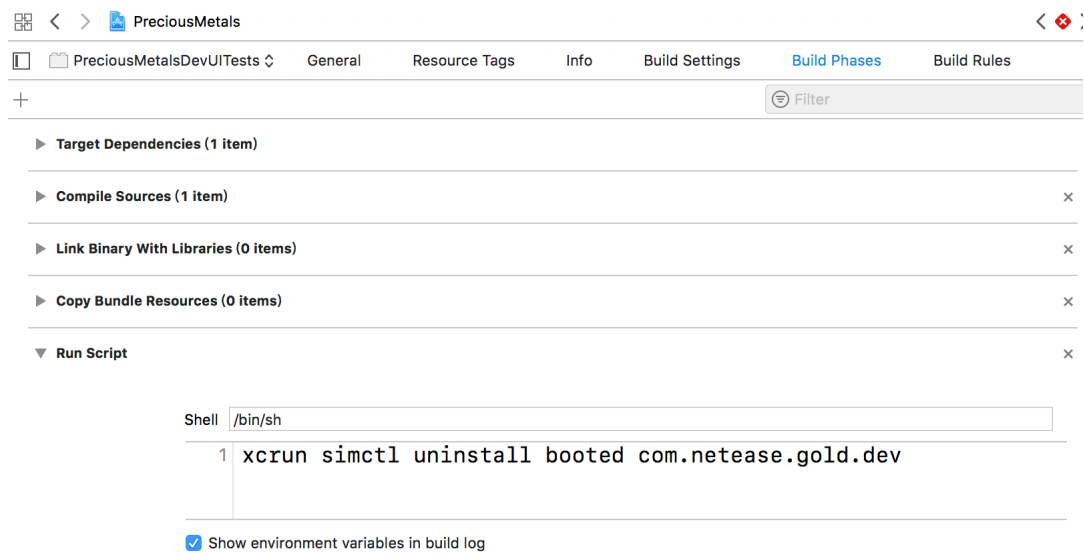 PreciousMetals
PreciousMetalsDevUITests General Resource Tags Info Build Settings Build Phases Build Rules
Filter
Target Dependencies (1 item)
Compile Sources (1 item)
Link Binary With Libraries (0 items)
Copy Bundle Resources (0 items)
Run Script
Shell /bin/sh
1 xcrun simctl uninstall booted com.netease.gold.dev
Show environment variables in build log